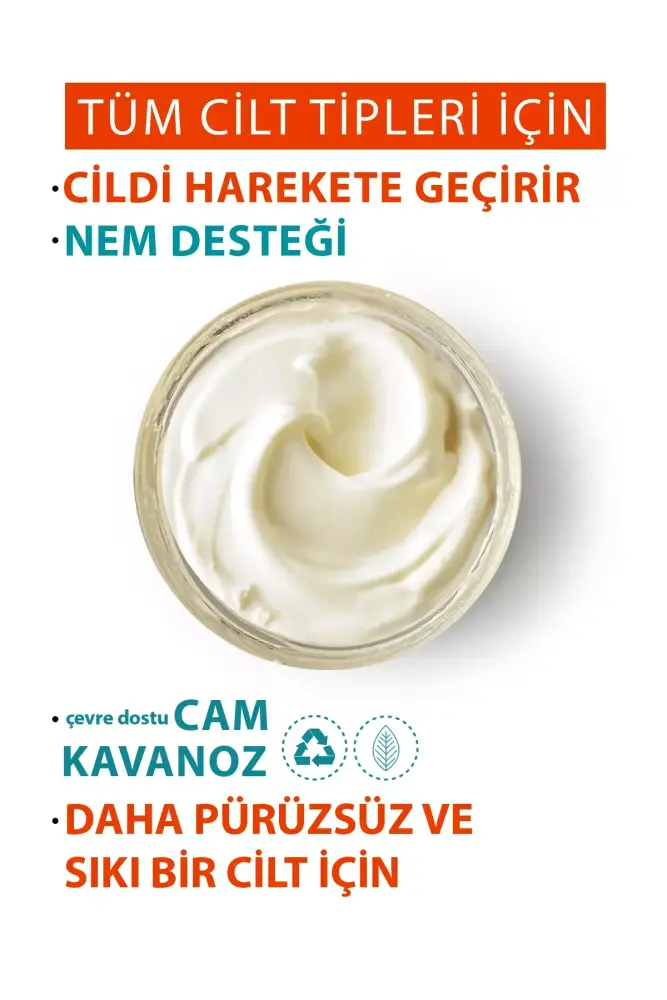 TÜM CİLT TİPLERİ İÇİN
·CİLDİ HAREKETE GEÇİRİR
·NEM DESTEĞİ
· çevre dostu CAM
KAVANOZ
·DAHA PÜRÜZSÜZ VE
SIKI BİR CİLT İÇİN